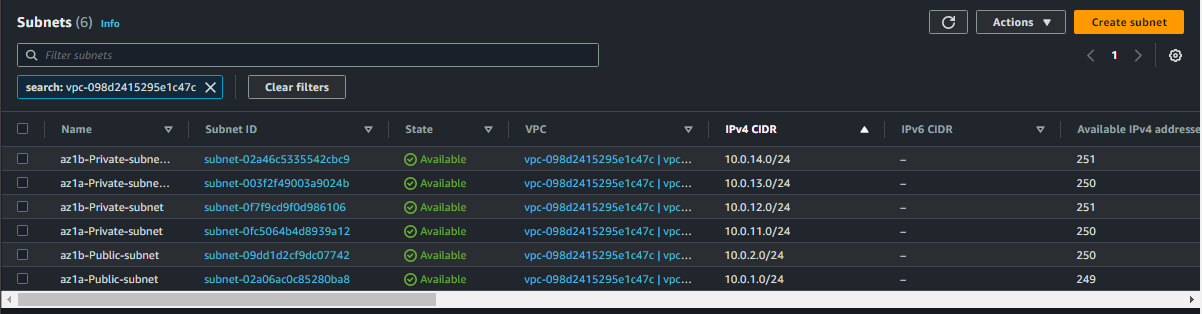 Subnets (6) Info Actions Create subnet
Filter subnets 1
search: vpc-098d2415295e1c47c Clear filters
Name Subnet ID State VPC IPv4 CIDR IPv6 CIDR Available IPv4 addresse
az1b-Private-subne... subnet-02a46c5335542cbc9 Available vpc-098d2415295e1c47c | vpc... 10.0.14.0/24 – 251
az1a-Private-subne... subnet-003f2f49003a9024b Available vpc-098d2415295e1c47c | vpc... 10.0.13.0/24 – 250
az1b-Private-subnet subnet-0f7f9cd9f0d986106 Available vpc-098d2415295e1c47c | vpc... 10.0.12.0/24 – 251
az1a-Private-subnet subnet-0fc5064b4d8939a12 Available vpc-098d2415295e1c47c | vpc... 10.0.11.0/24 – 250
az1b-Public-subnet subnet-09dd1d2cf9dc07742 Available vpc-098d2415295e1c47c | vpc... 10.0.2.0/24 – 250
az1a-Public-subnet subnet-02a06ac0c85280ba8 Available vpc-098d2415295e1c47c | vpc... 10.0.1.0/24 – 249